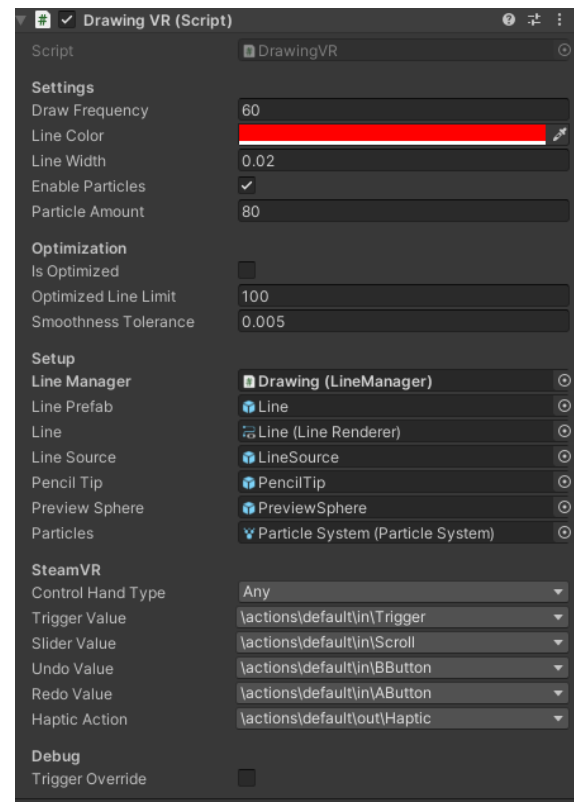 Drawing VR (Script)
Script DrawingVR
Settings
Draw Frequency 60
Line Color
Line Width 0.02
Enable Particles
Particle Amount 80
Optimization
Is Optimized
Optimized Line Limit 100
Smoothness Tolerance 0.005
Setup
Line Manager Drawing (LineManager)
Line Prefab Line
Line Line (Line Renderer)
Line Source LineSource
Pencil Tip PencilTip
Preview Sphere PreviewSphere
Particles Particle System (Particle System)
SteamVR
Control Hand Type Any
Trigger Value \actions\default\in\Trigger
Slider Value \actions\default\in\Scroll
Undo Value \actions\default\in\BButton
Redo Value \actions\default\in\AButton
Haptic Action \actions\default\out\Haptic
Debug
Trigger Override